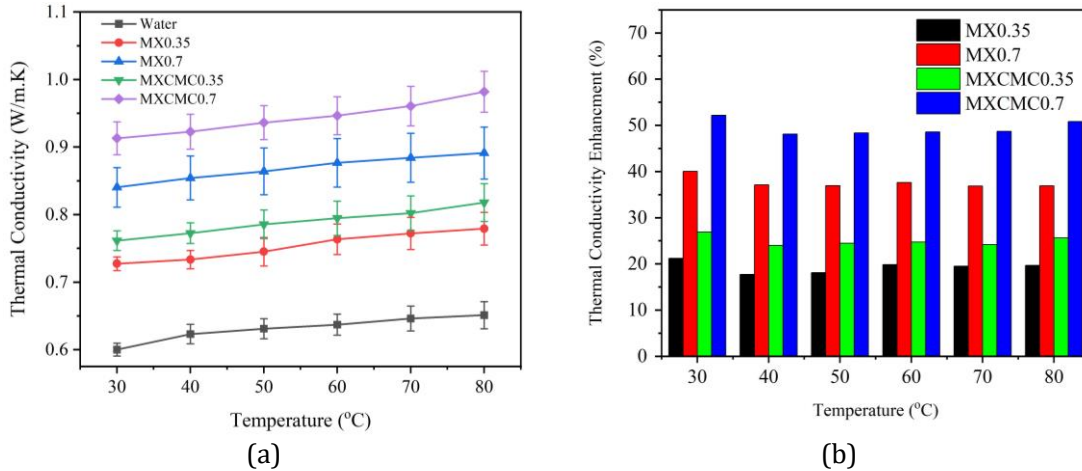 1.1
1.0
0.9
0.8
0.7
0.6
Thermal Conductivity (W/m.K)
Water
MX0.35
MX0.7
MXCMC0.35
MXCMC0.7
30 40 50 60 70 80
Temperature (°C)
(a)
70
60
50
40
30
20
10
0
Thermal Conductivity Enhancment (%)
MX0.35
MX0.7
MXCMC0.35
MXCMC0.7
30 40 50 60 70 80
Temperature (°C)
(b)